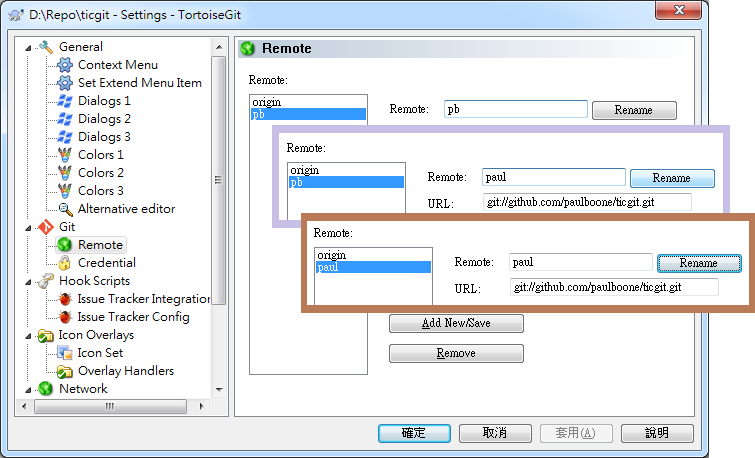 D:\Repo\ticgit - Settings - TortoiseGit
General
Context Menu
Set Extend Menu Item
Dialogs 1
Dialogs 2
Dialogs 3
Colors 1
Colors 2
Colors 3
Alternative editor
Git
Remote
Credential
Hook Scripts
Issue Tracker Integration
Issue Tracker Config
Icon Overlays
Icon Set
Overlay Handlers
Network
Remote
Remote:
origin
pb
Remote: pb Rename
Remote:
origin
pb
Remote: paul Rename
URL: git://github.com/paulboone/ticgit.git
Remote:
origin
paul
Remote: paul Rename
URL: git://github.com/paulboone/ticgit.git
Add New/Save
Remove
確定 取消 套用(A) 說明